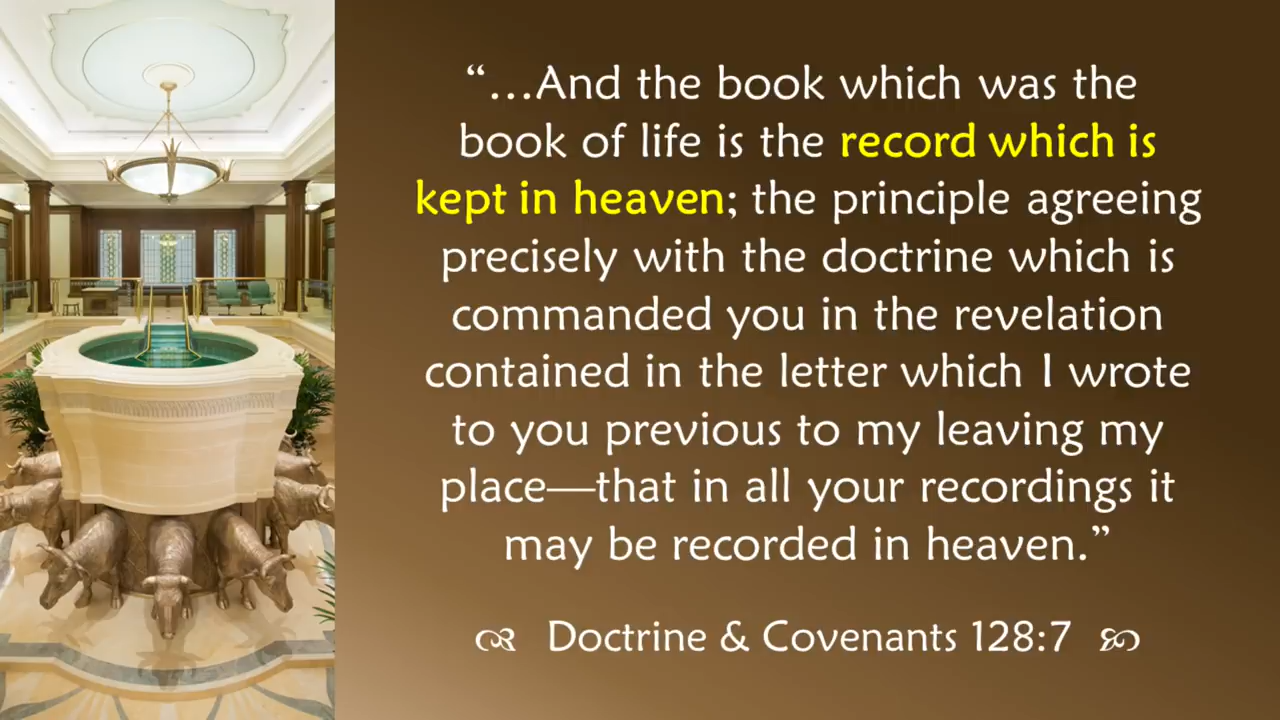 “…And the book which was the
book of life is the record which is
kept in heaven; the principle agreeing
precisely with the doctrine which is
commanded you in the revelation
contained in the letter which I wrote
to you previous to my leaving my
place—that in all your recordings it
may be recorded in heaven.”
Doctrine & Covenants 128:7